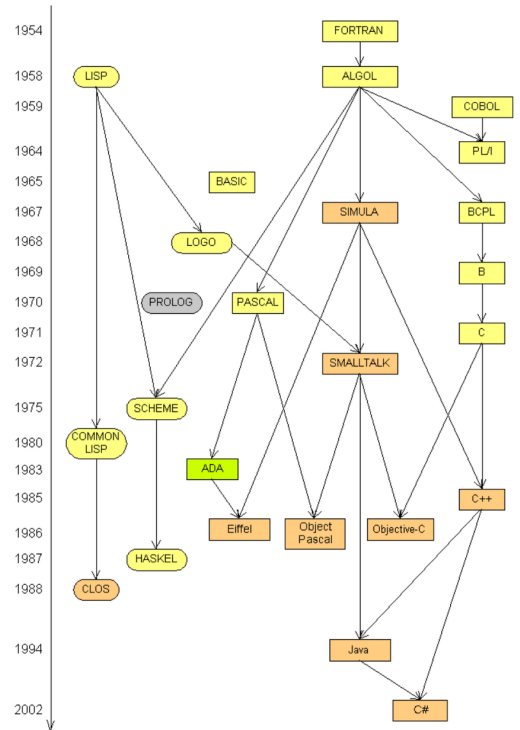 1954
FORTRAN
1958
LISP
ALGOL
1959
COBOL
1964
PL/I
1965
BASIC
1967
SIMULA
BCPL
1968
LOGO
1969
B
1970
PROLOG
PASCAL
1971
C
1972
SMALLTALK
1975
SCHEME
1980
COMMON
LISP
1983
ADA
1985
C++
1986
Eiffel
Object
Pascal
Objective-C
1987
HASKEL
1988
CLOS
1994
Java
2002
C#